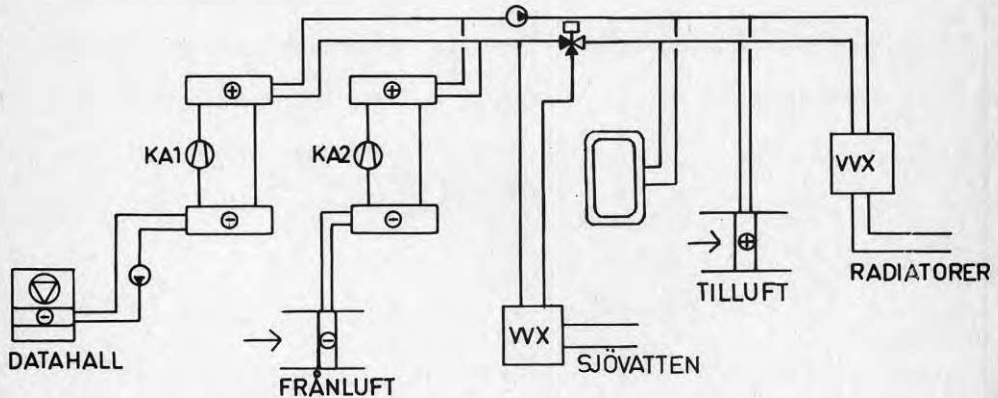 KA1
KA2
VVX
RADIATORER
TILLUFT
VVX
SJÖVATTEN
DATAHALL
FRÅNLUFT